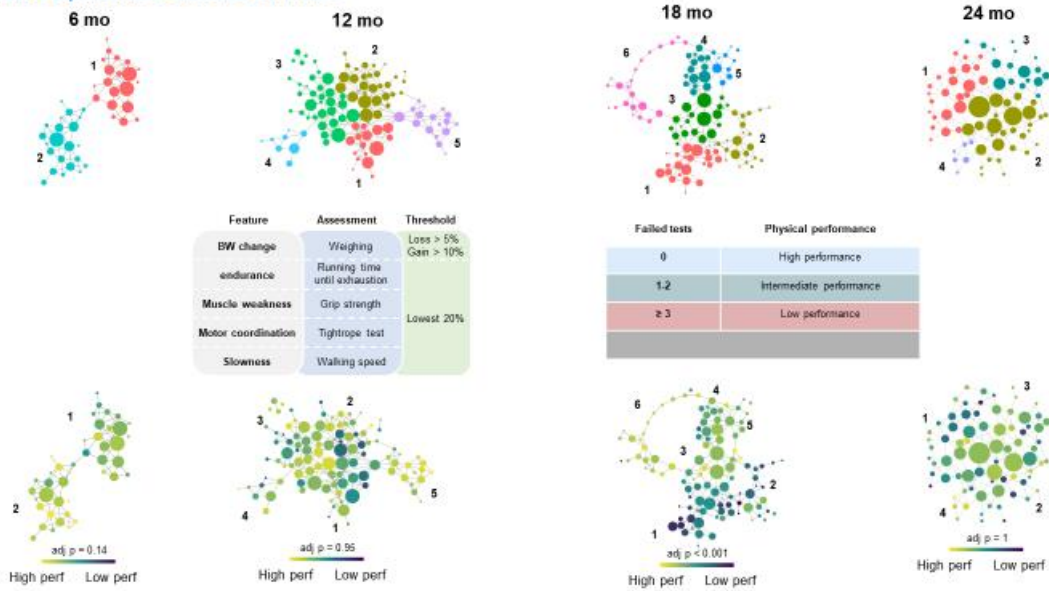 6 mo
12 mo
18 mo
24 mo
1
2
2
3
4
5
1
4
6
5
3
2
1
3
1
4
2
Feature
Assessment
Threshold
BW change
Weighing
Loss > 5%
Gain > 10%
endurance
Running time
until exhaustion
Muscle weakness
Grip strength
Lowest 20%
Motor coordination
Tightrope test
Slowness
Walking speed
Failed tests
Physical performance
0
High performance
1-2
Intermediate performance
≥ 3
Low performance
1
2
adj p = 0.14
High perf
Low perf
2
3
5
4
1
adj p = 0.95
High perf
Low perf
4
6
5
3
2
1
adj p < 0.001
High perf
Low perf
3
1
4
2
adj p = 1
High perf
Low perf